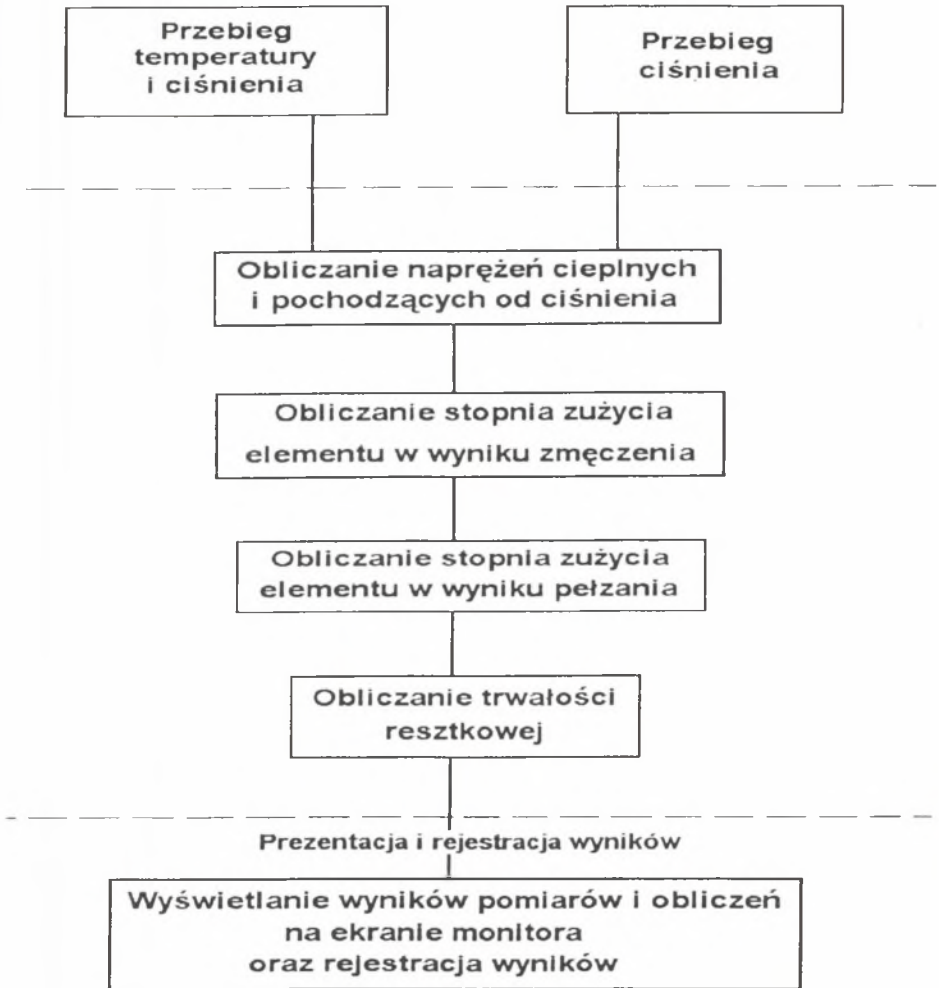 Przebieg
temperatury
i ciśnienia
Przebieg
ciśnienia
Obliczanie naprężeń cieplnych
i pochodzących od ciśnienia
Obliczanie stopnia zużycia
elementu w wyniku zmęczenia
Obliczanie stopnia zużycia
elementu w wyniku pełzania
Obliczanie trwałości
resztkowej
Prezentacja i rejestracja wyników
Wyświetlanie wyników pomiarów i obliczeń
na ekranie monitora
oraz rejestracja wyników